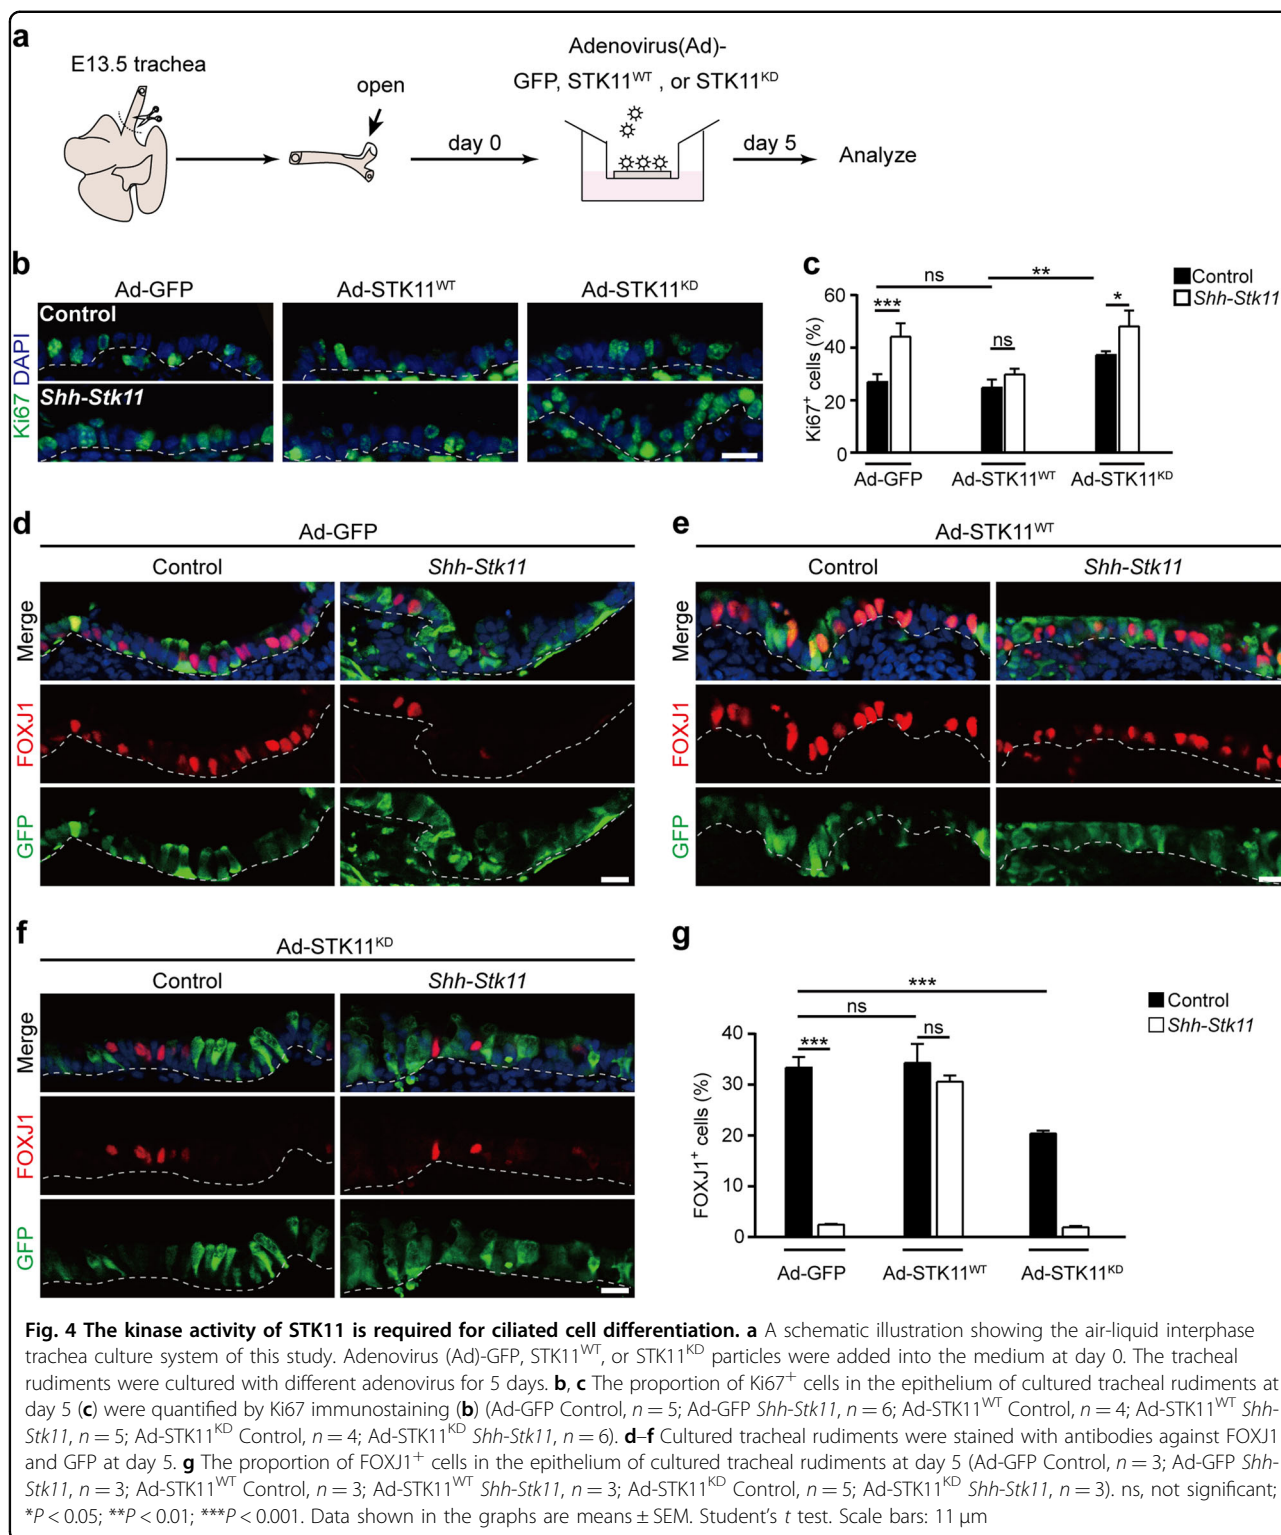 a
E13.5 trachea
open
day 0
Adenovirus(Ad)-
GFP, STK11WT , or STK11KD
day 5
Analyze
b
Ad-GFP
Ad-STK11WT
Ad-STK11KD
Ki67 DAPI
Control
Shh-Stk11
c
ns
**
Control
Shh-Stk11
***
ns
*
Ki67+ cells (%)
60
40
20
0
Ad-GFP
Ad-STK11WT
Ad-STK11KD
d
Ad-GFP
Control
Shh-Stk11
Merge
FOXJ1
GFP
e
Ad-STK11WT
Control
Shh-Stk11
Merge
FOXJ1
GFP
f
Ad-STK11KD
Control
Shh-Stk11
Merge
FOXJ1
GFP
g
***
Control
Shh-Stk11
ns
***
ns
FOXJ1+ cells (%)
40
30
20
10
0
Ad-GFP
Ad-STK11WT
Ad-STK11KD
Fig. 4 The kinase activity of STK11 is required for ciliated cell differentiation. a A schematic illustration showing the air-liquid interphase
trachea culture system of this study. Adenovirus (Ad)-GFP, STK11WT, or STK11KD particles were added into the medium at day 0. The tracheal
rudiments were cultured with different adenovirus for 5 days. b, c The proportion of Ki67+ cells in the epithelium of cultured tracheal rudiments at
day 5 (c) were quantified by Ki67 immunostaining (b) (Ad-GFP Control, n = 5; Ad-GFP Shh-Stk11, n = 6; Ad-STK11WT Control, n = 4; Ad-STK11WT Shh-
Stk11, n = 5; Ad-STK11KD Control, n = 4; Ad-STK11KD Shh-Stk11, n = 6). d–f Cultured tracheal rudiments were stained with antibodies against FOXJ1
and GFP at day 5. g The proportion of FOXJ1+ cells in the epithelium of cultured tracheal rudiments at day 5 (Ad-GFP Control, n = 3; Ad-GFP Shh-
Stk11, n = 3; Ad-STK11WT Control, n = 3; Ad-STK11WT Shh-Stk11, n = 3; Ad-STK11KD Control, n = 5; Ad-STK11KD Shh-Stk11, n = 3). ns, not significant;
*P < 0.05; **P < 0.01; ***P < 0.001. Data shown in the graphs are means ± SEM. Student's t test. Scale bars: 11 μm